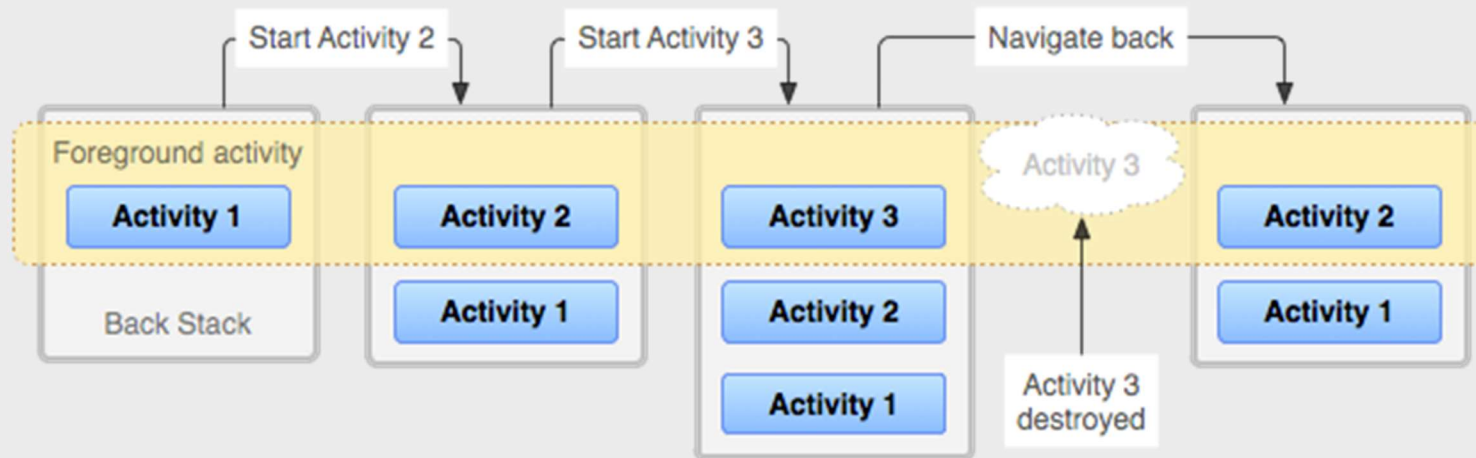 Start Activity 2
Start Activity 3
Navigate back
Foreground activity
Activity 1
Back Stack
Activity 2
Activity 1
Activity 3
Activity 2
Activity 1
Activity 3
Activity 3
destroyed
Activity 2
Activity 1